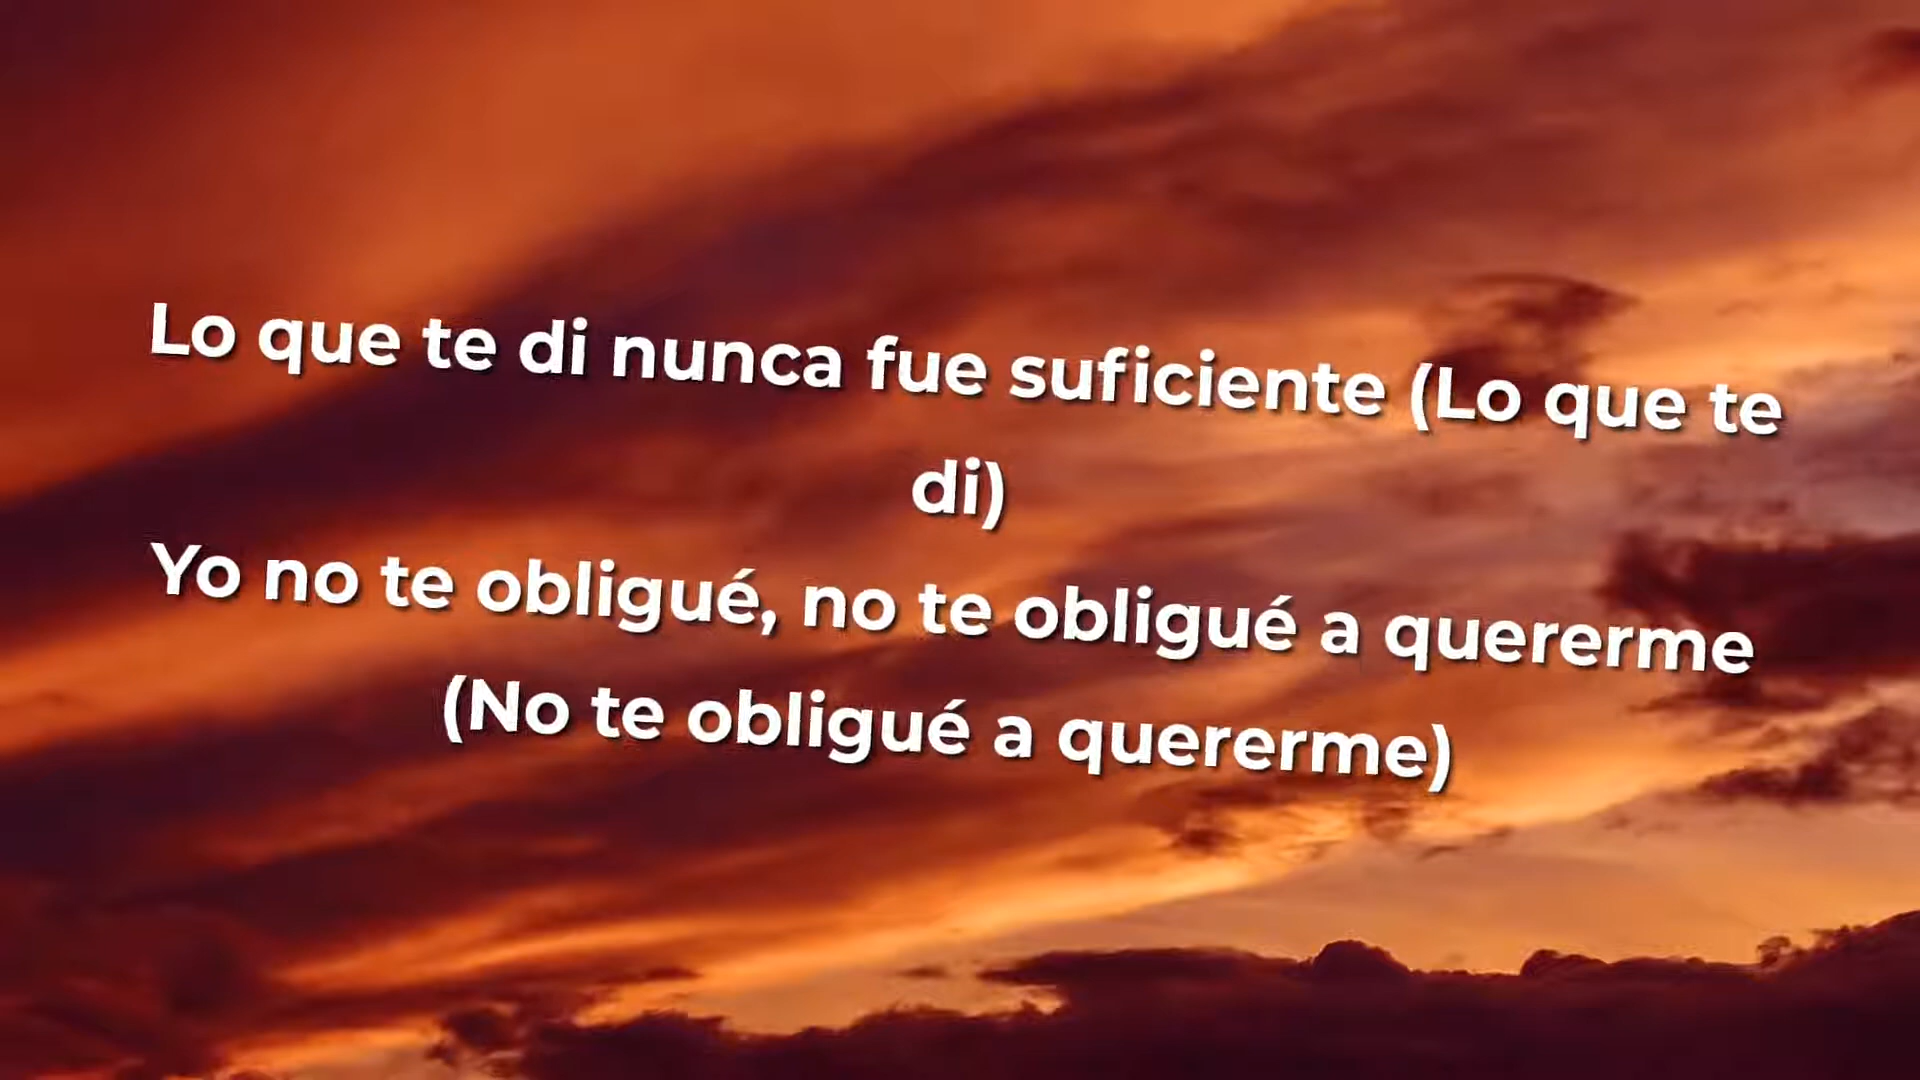 Lo que te di nunca fue suficiente (Lo que te
di)
Yo no te obligué, no te obligué a quererme
(No te obligué a quererme)